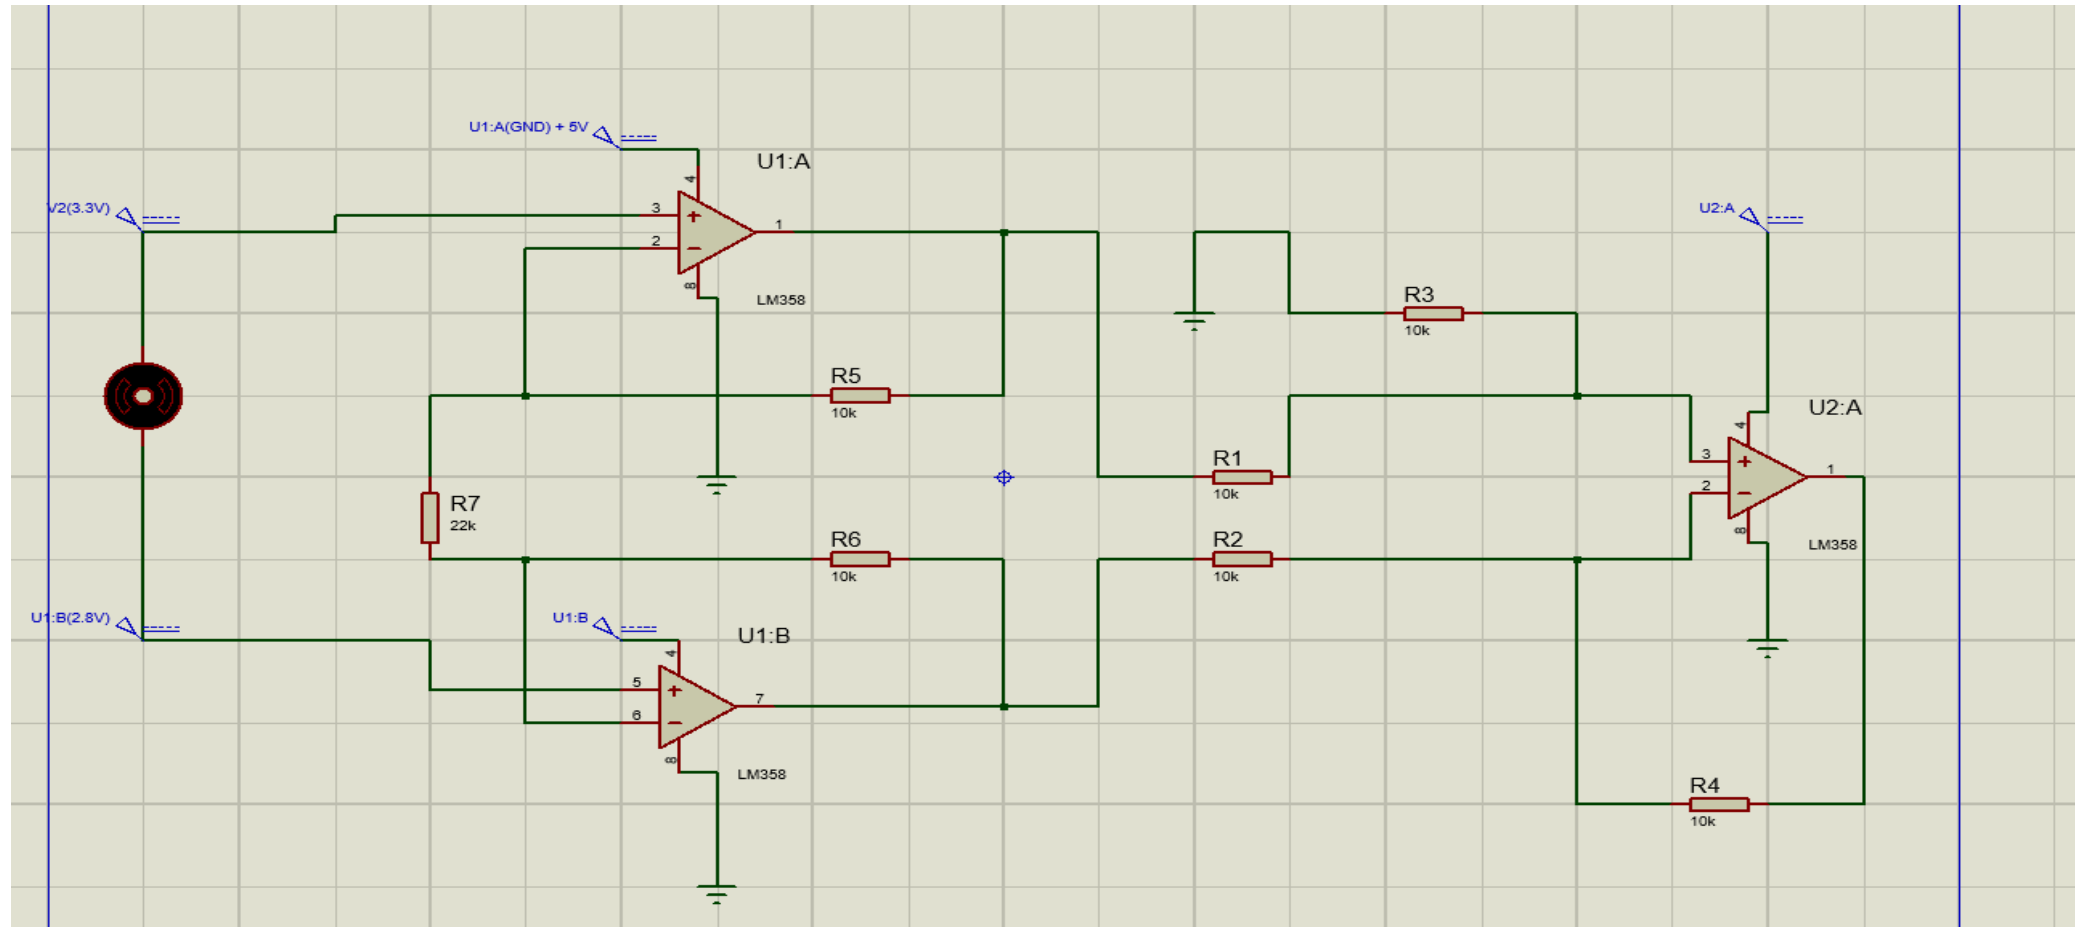 U1:A(GND) + 5V
U1:A
4
V2(3.3V)
3
2
1
8
LM358
U2:A
R3
10k
R5
10k
U2:A
4
3
2
1
8
LM358
R1
10k
R7
22k
R6
10k
R2
10k
U1:B(2.8V)
U1:B
U1:B
4
5
6
7
8
LM358
R4
10k